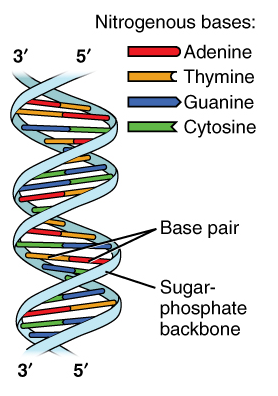 Nitrogenous bases:
3′ 5′
Adenine
Thymine
Guanine
Cytosine
Base pair
Sugar-
phosphate
backbone
3′ 5′